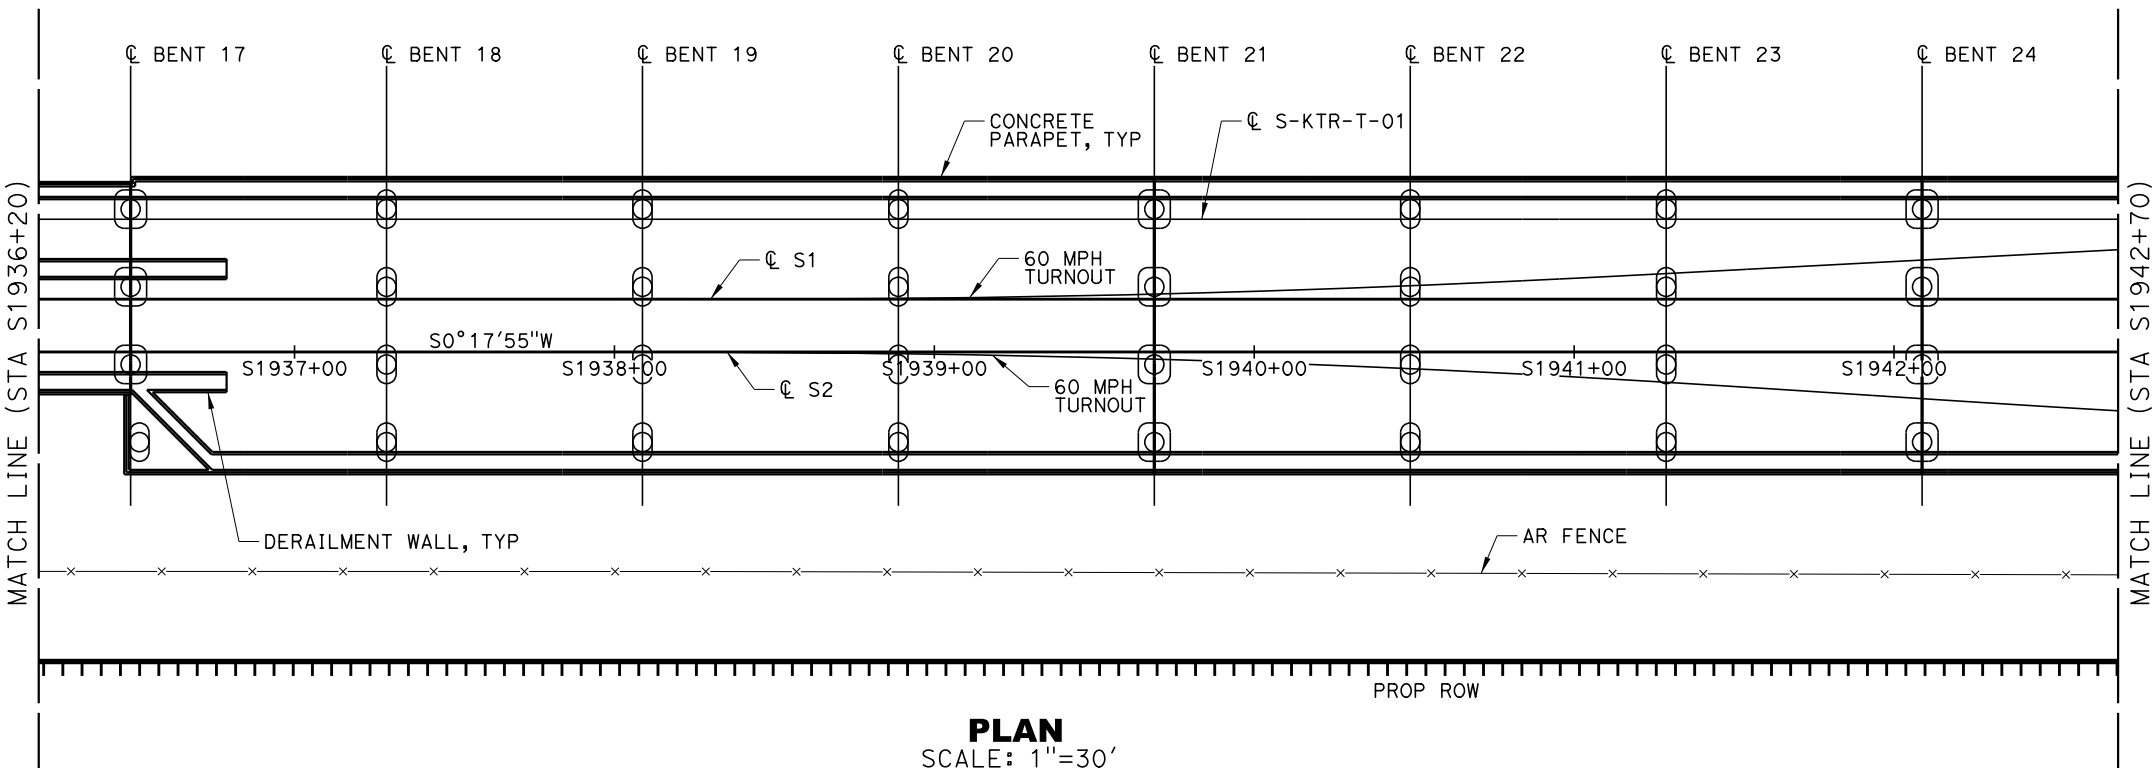 ℄ BENT 17
℄ BENT 18
℄ BENT 19
℄ BENT 20
℄ BENT 21
℄ BENT 22
℄ BENT 23
℄ BENT 24
CONCRETE
PARAPET, TYP
℄ S-KTR-T-01
MATCH LINE (STA S1936+20)
MATCH LINE (STA S1942+70)
℄ S1
60 MPH
TURNOUT
S0°17'55"W
S1937+00
S1938+00
S1939+00
S1940+00
S1941+00
S1942+00
℄ S2
60 MPH
TURNOUT
DERAILMENT WALL, TYP
AR FENCE
PROP ROW
PLAN
SCALE: 1"=30'